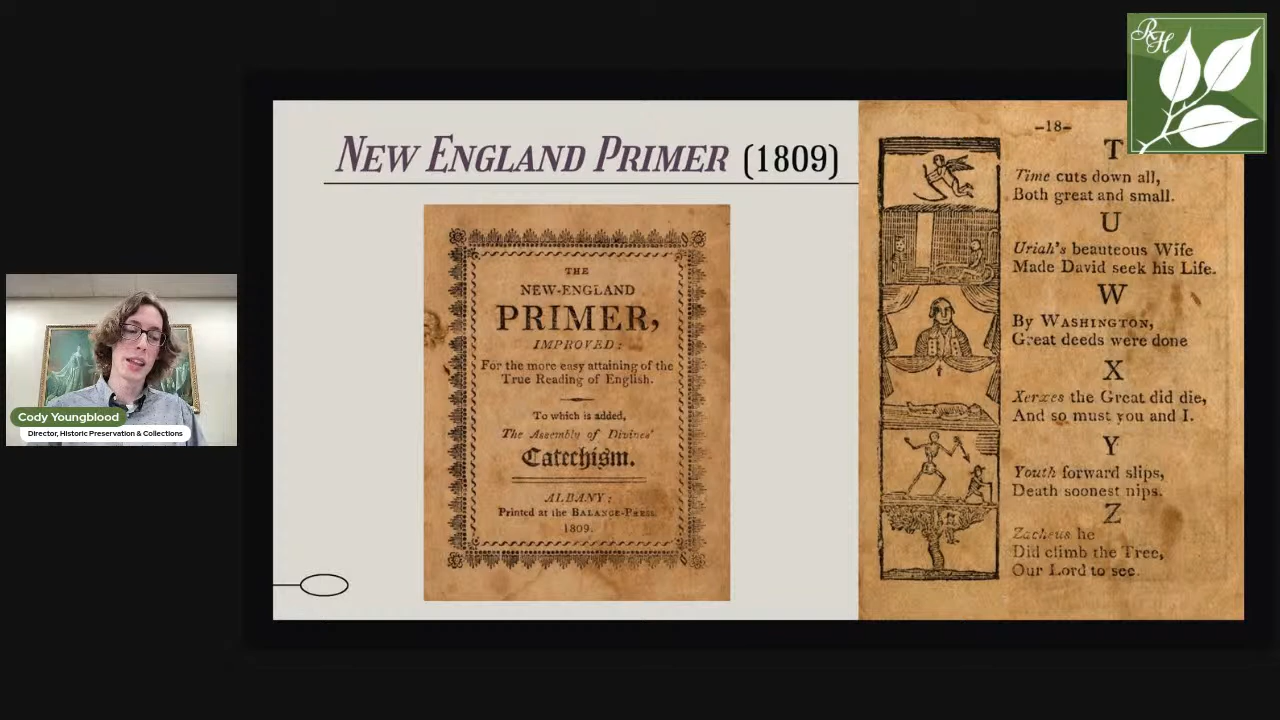 RH
NEW ENGLAND PRIMER (1809)
THE
NEW-ENGLAND
PRIMER,
IMPROVED:
For the more easy attaining of the
True Reading of English.
To which is added,
The Assembly of Divines'
Catechism.
ALBANY:
Printed at the BALANCE-PRESS.
1809.
-18-
T
Time cuts down all,
Both great and small.
U
Uriah's beauteous Wife
Made David seek his Life.
W
By WASHINGTON,
Great deeds were done
X
Xerxes the Great did die,
And so must you and I.
Y
Youth forward slips,
Death soonest nips.
Z
Zacheus he
Did climb the Tree,
Our Lord to see.
Cody Youngblood
Director, Historic Preservation & Collections